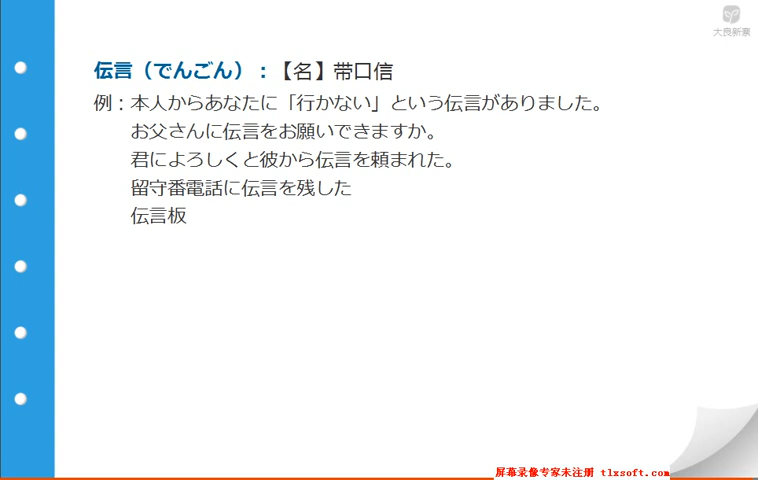 大良新寨
伝言（でんごん）：【名】带口信
例：本人からあなたに「行かない」という伝言がありました。
お父さんに伝言をお願いできますか。
君によろしくと彼から伝言を頼まれた。
留守番電話に伝言を残した
伝言板
屏幕录像专家未注册 tlxsoft.com